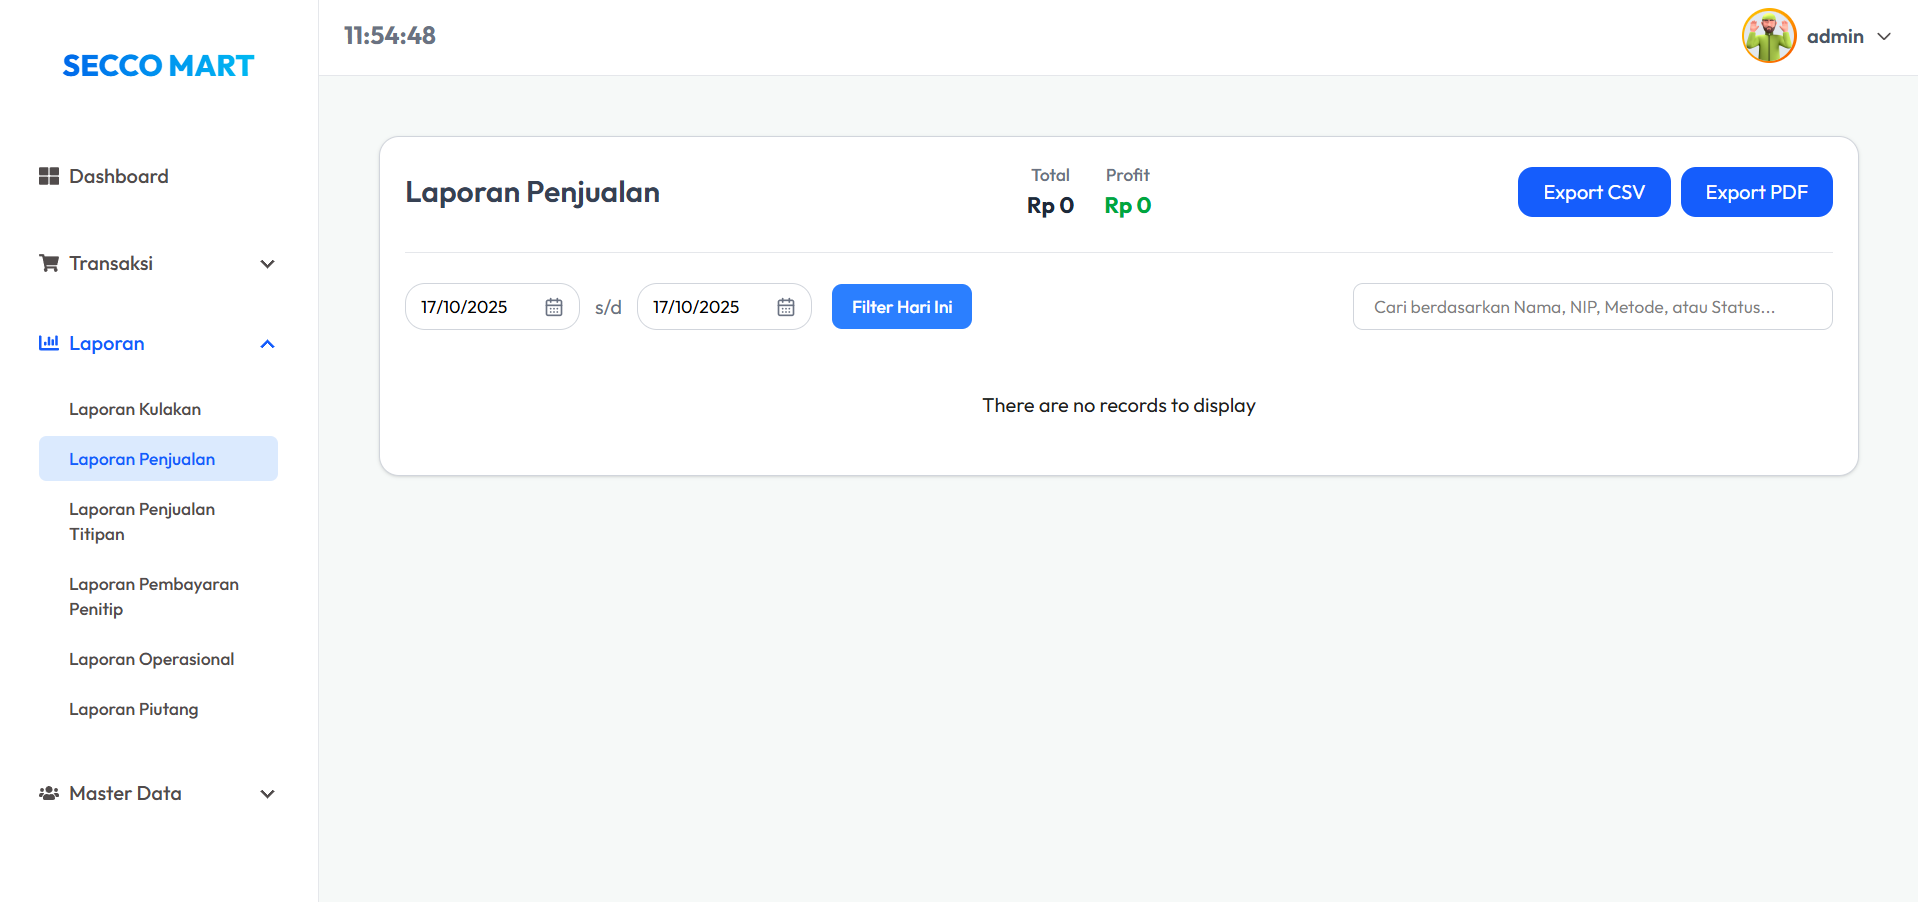 SECCO MART
Dashboard
Transaksi
Laporan
Laporan Kulakan
Laporan Penjualan
Laporan Penjualan
Titipan
Laporan Pembayaran
Penitip
Laporan Operasional
Laporan Piutang
Master Data
11:54:48
admin
Laporan Penjualan
Total
Rp 0
Profit
Rp 0
Export CSV
Export PDF
17/10/2025
s/d
17/10/2025
Filter Hari Ini
Cari berdasarkan Nama, NIP, Metode, atau Status...
There are no records to display